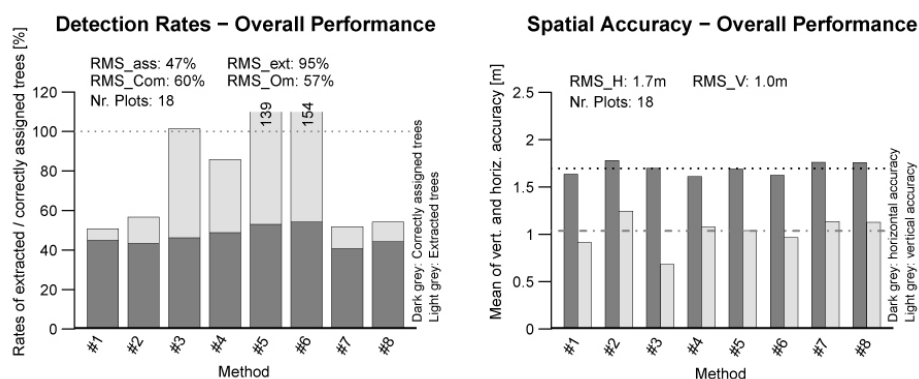 Detection Rates − Overall Performance
RMS_ass: 47% RMS_ext: 95%
RMS_Com: 60% RMS_Om: 57%
Nr. Plots: 18
Rates of extracted / correctly assigned trees [%]
120
100
80
60
40
20
0
139
154
#1 #2 #3 #4 #5 #6 #7 #8
Method
Dark grey: Correctly assigned trees
Light grey: Extracted trees
Spatial Accuracy − Overall Performance
RMS_H: 1.7m RMS_V: 1.0m
Nr. Plots: 18
Mean of vert. and horiz. accuracy [m]
2.5
2
1.5
1
0.5
0
#1 #2 #3 #4 #5 #6 #7 #8
Method
Dark grey: horizontal accuracy
Light grey: vertical accuracy